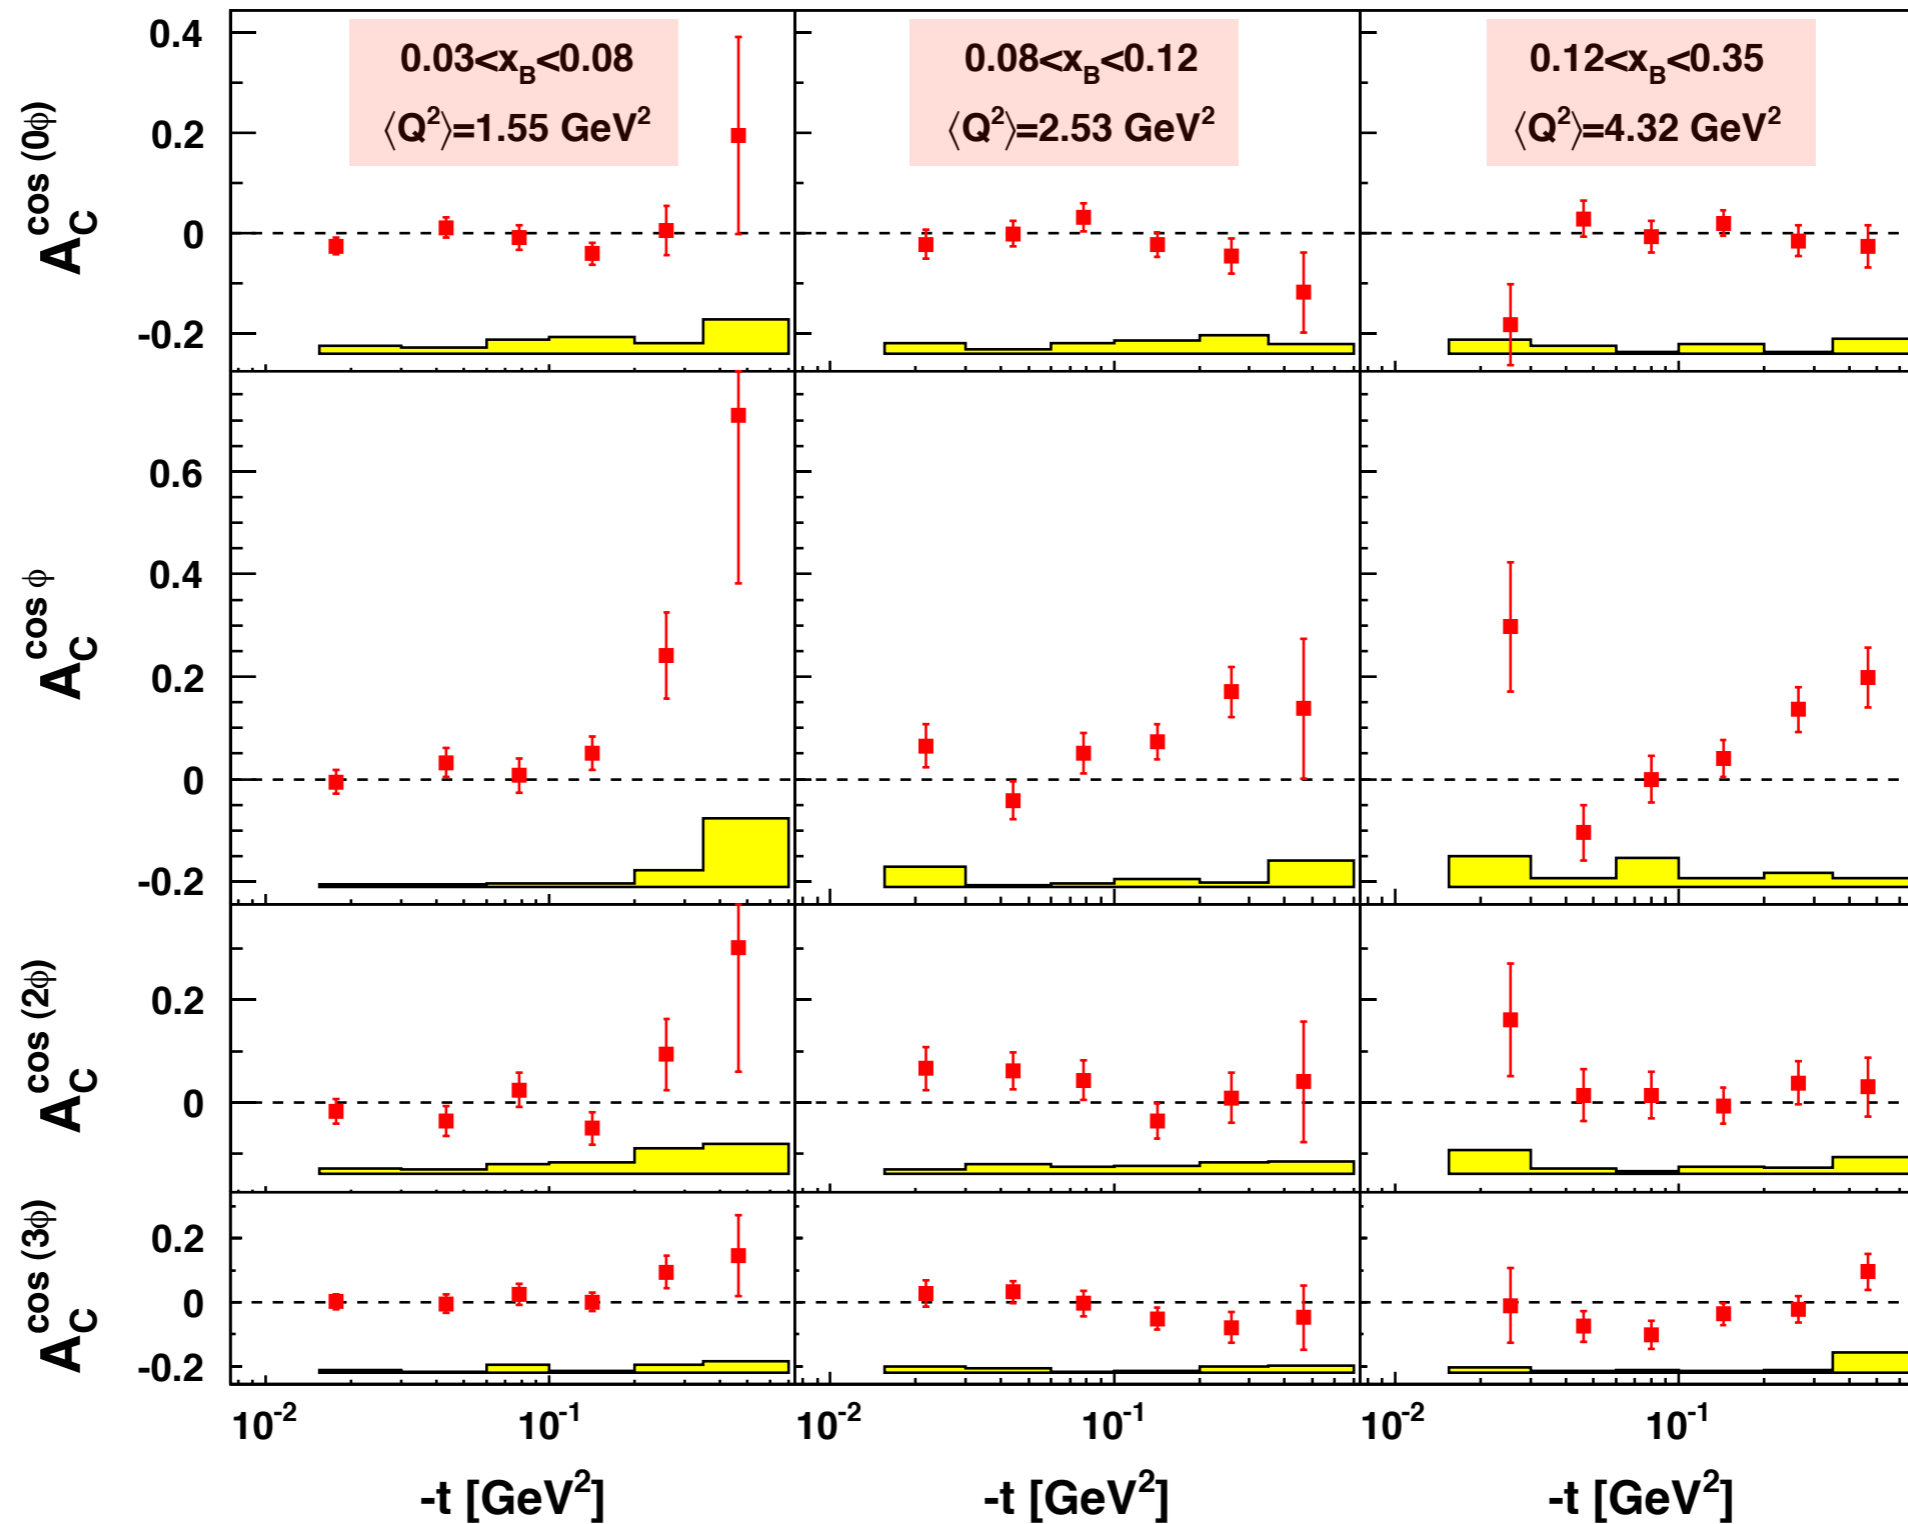 0.03<x_B<0.08
⟨Q²⟩=1.55 GeV²
0.08<x_B<0.12
⟨Q²⟩=2.53 GeV²
0.12<x_B<0.35
⟨Q²⟩=4.32 GeV²
A_C^cos (0ϕ)
0.4
0.2
0
-0.2
A_C^cos ϕ
0.6
0.4
0.2
0
-0.2
A_C^cos (2ϕ)
0.2
0
A_C^cos (3ϕ)
0.2
0
-0.2
10⁻² 10⁻¹ 10⁻² 10⁻¹ 10⁻² 10⁻¹
-t [GeV²] -t [GeV²] -t [GeV²]